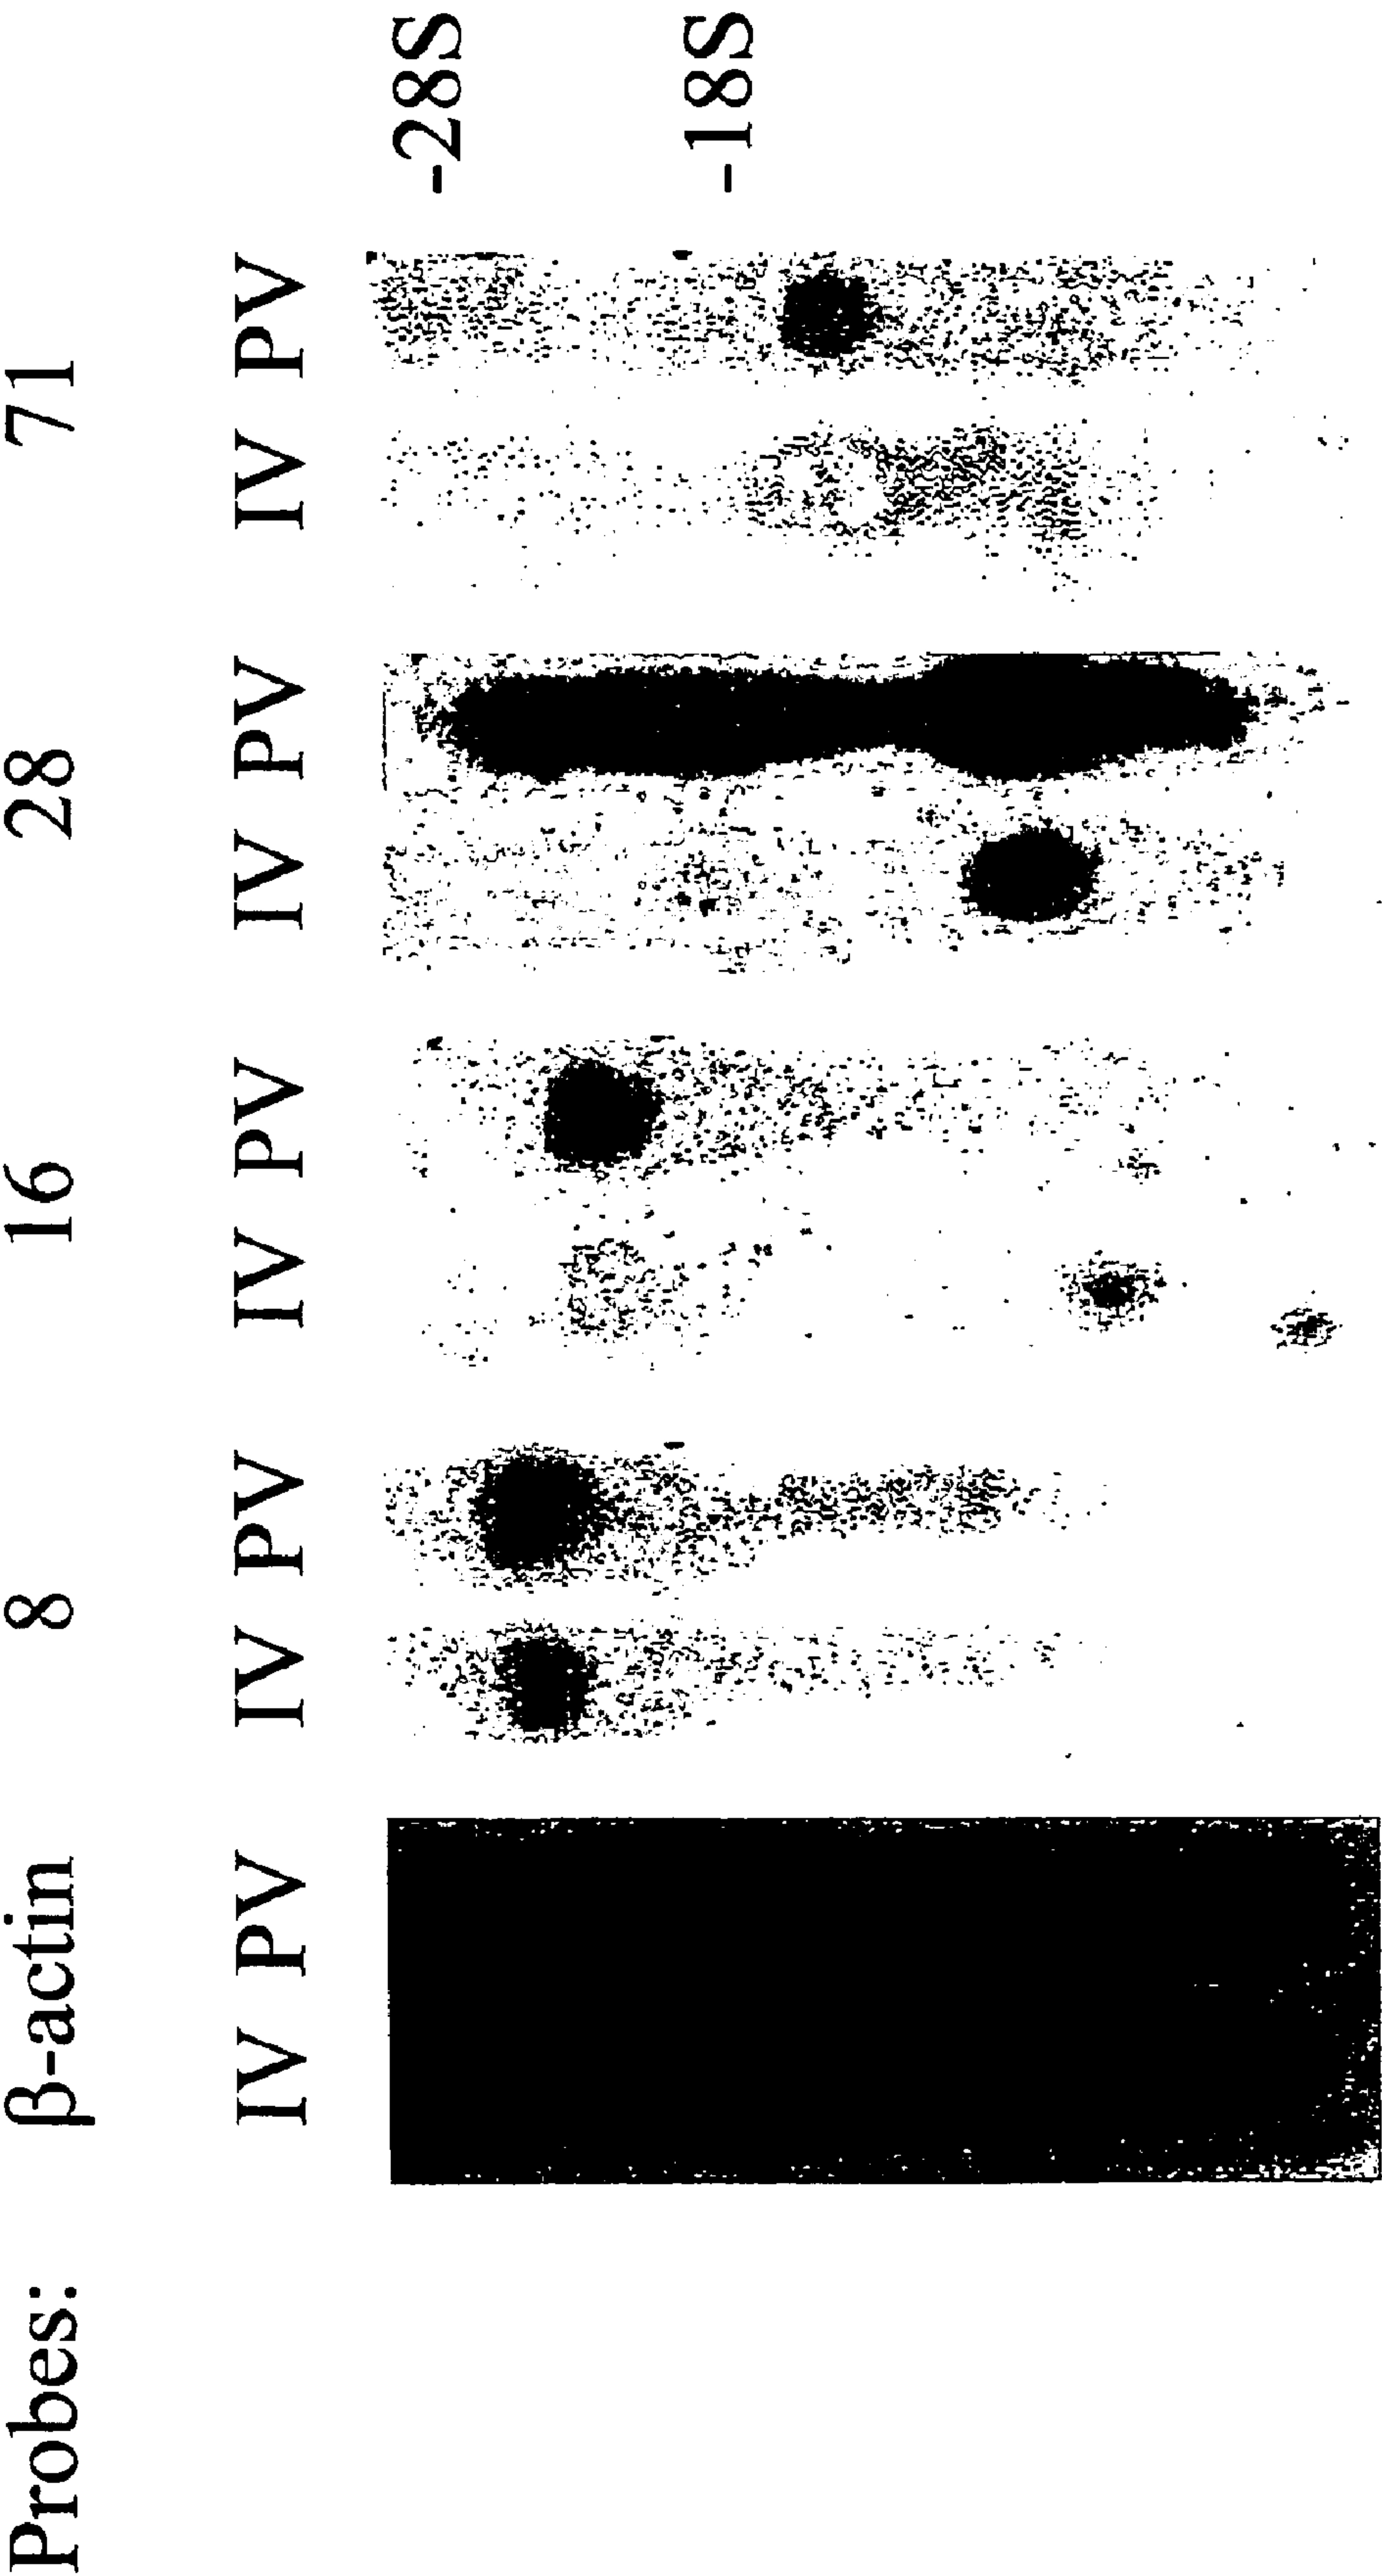 Probes: β-actin 8 16 28 71
IV PV IV PV IV PV IV PV IV PV
-28S
-18S